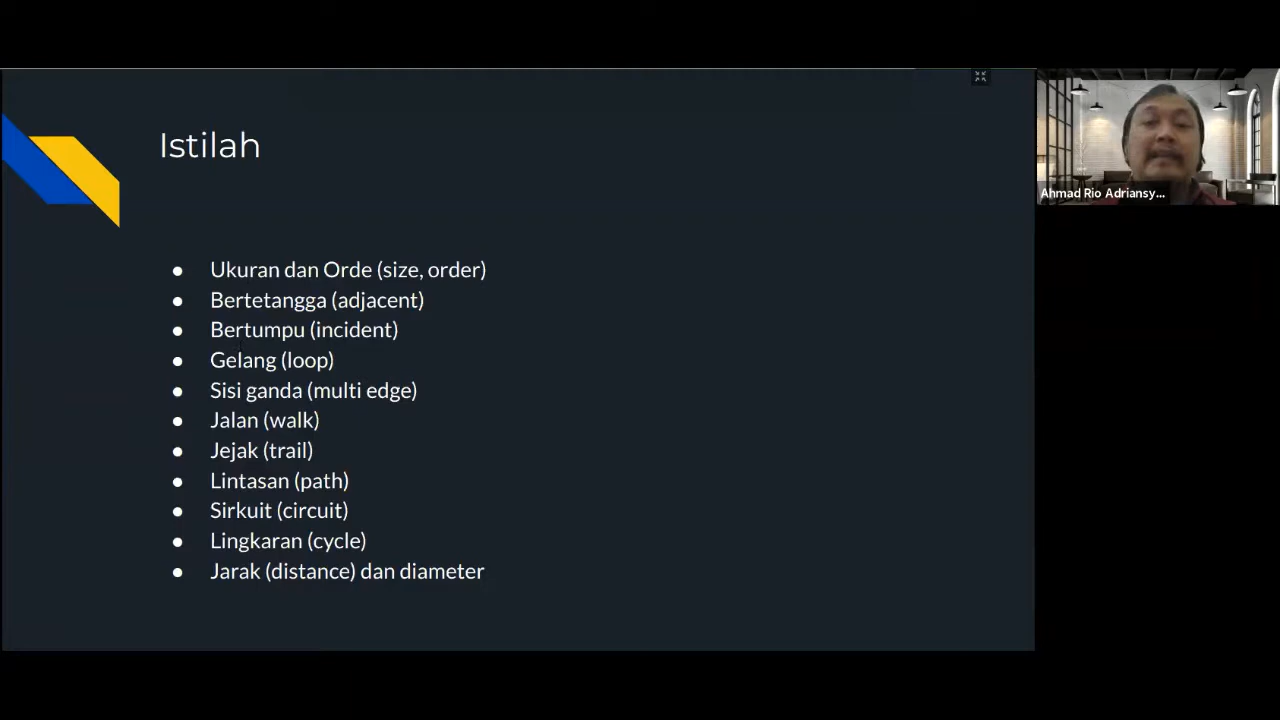 Istilah
● Ukuran dan Orde (size, order)
● Bertetangga (adjacent)
● Bertumpu (incident)
● Gelang (loop)
● Sisi ganda (multi edge)
● Jalan (walk)
● Jejak (trail)
● Lintasan (path)
● Sirkuit (circuit)
● Lingkaran (cycle)
● Jarak (distance) dan diameter
Ahmad Rio Adriansy...